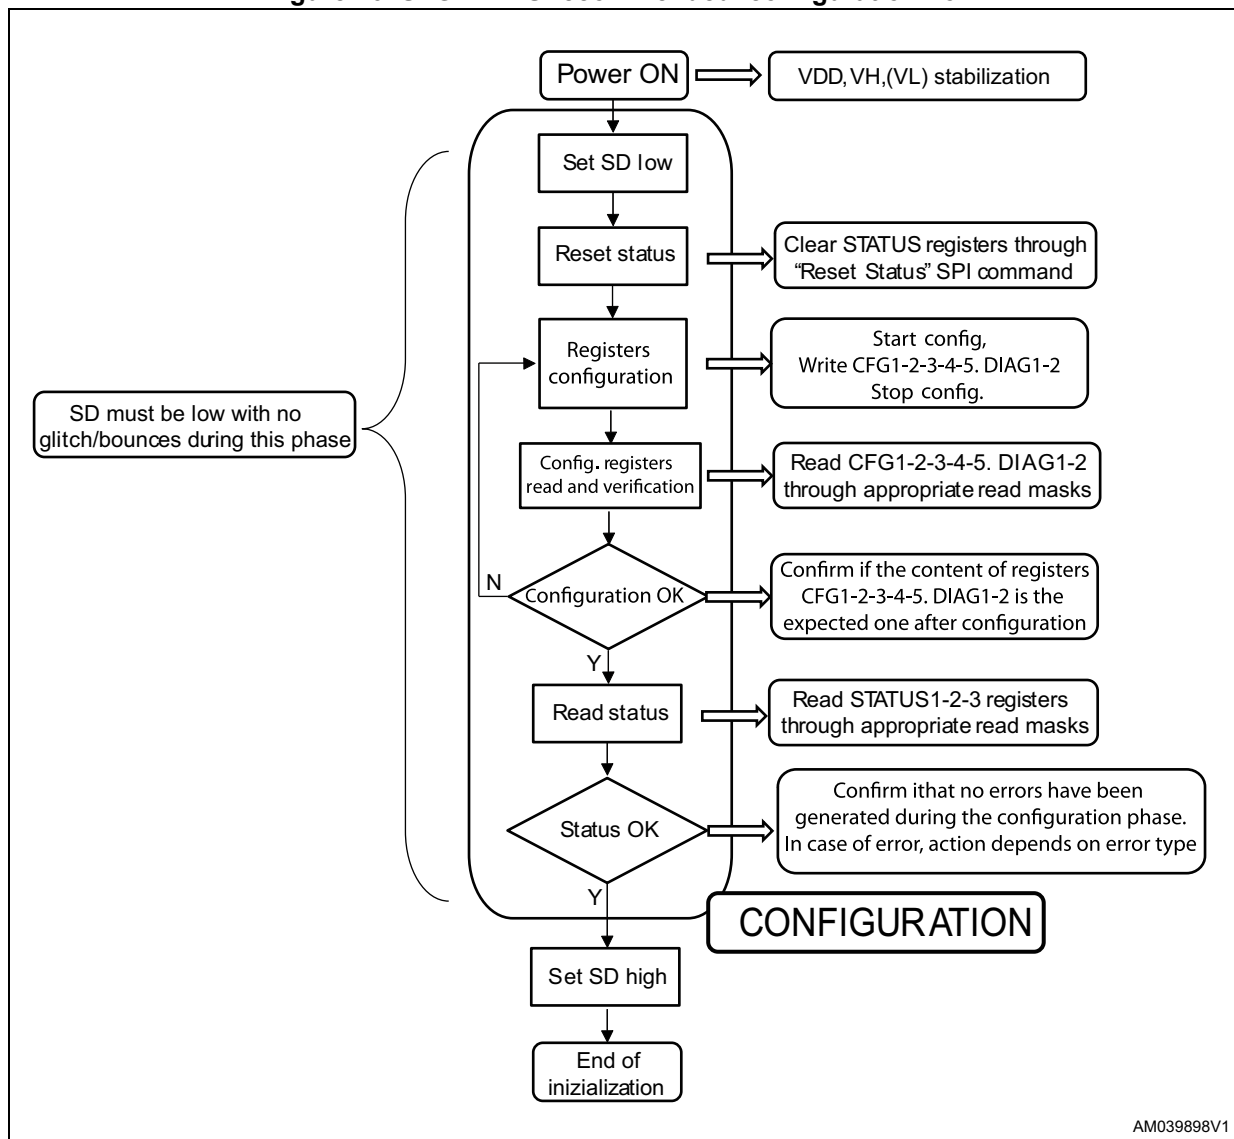 Power ON
VDD, VH,(VL) stabilization
Set SD low
Reset status
Clear STATUS registers through
“Reset Status” SPI command
Registers
configuration
Start config,
Write CFG1-2-3-4-5. DIAG1-2
Stop config.
SD must be low with no
glitch/bounces during this phase
Config. registers
read and verification
Read CFG1-2-3-4-5. DIAG1-2
through appropriate read masks
N
Configuration OK
Confirm if the content of registers
CFG1-2-3-4-5. DIAG1-2 is the
expected one after configuration
Y
Read status
Read STATUS1-2-3 registers
through appropriate read masks
Status OK
Confirm ithat no errors have been
generated during the configuration phase.
In case of error, action depends on error type
Y
CONFIGURATION
Set SD high
End of
inizialization
AM039898V1